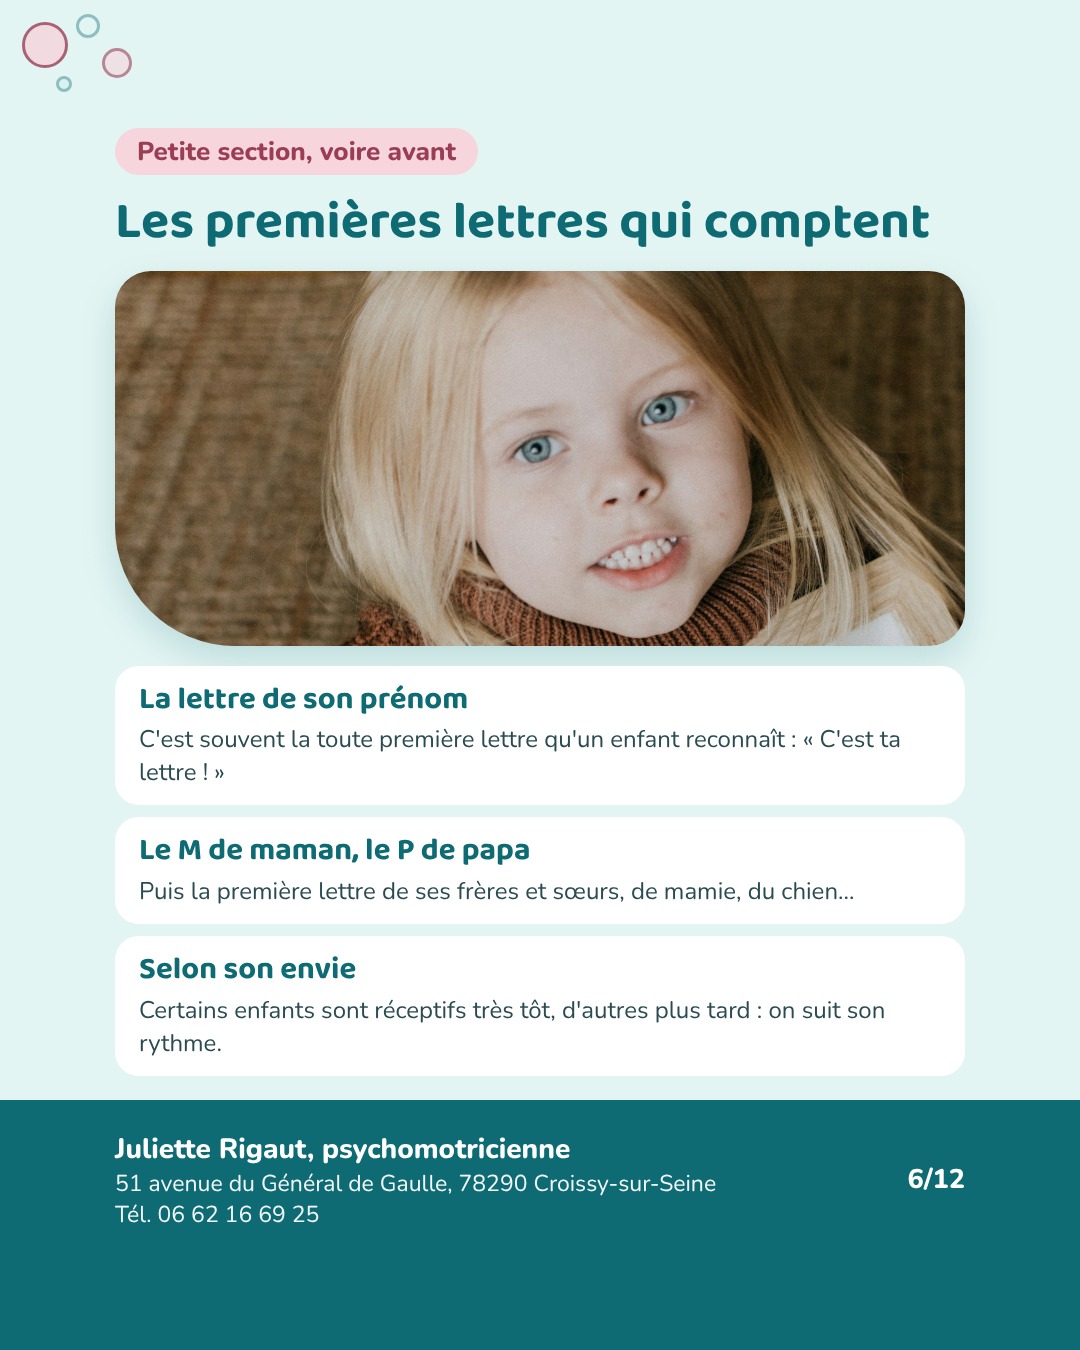 Petite section, voire avant
Les premières lettres qui comptent
La lettre de son prénom
C'est souvent la toute première lettre qu'un enfant reconnaît : « C'est ta
lettre ! »
Le M de maman, le P de papa
Puis la première lettre de ses frères et sœurs, de mamie, du chien...
Selon son envie
Certains enfants sont réceptifs très tôt, d'autres plus tard : on suit son
rythme.
Juliette Rigaut, psychomotricienne
51 avenue du Général de Gaulle, 78290 Croissy-sur-Seine
Tél. 06 62 16 69 25
6/12